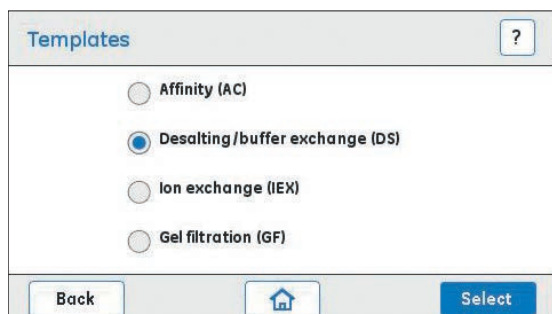 Templates
?
Affinity (AC)
Desalting/buffer exchange (DS)
Ion exchange (IEX)
Gel filtration (GF)
Back
Select